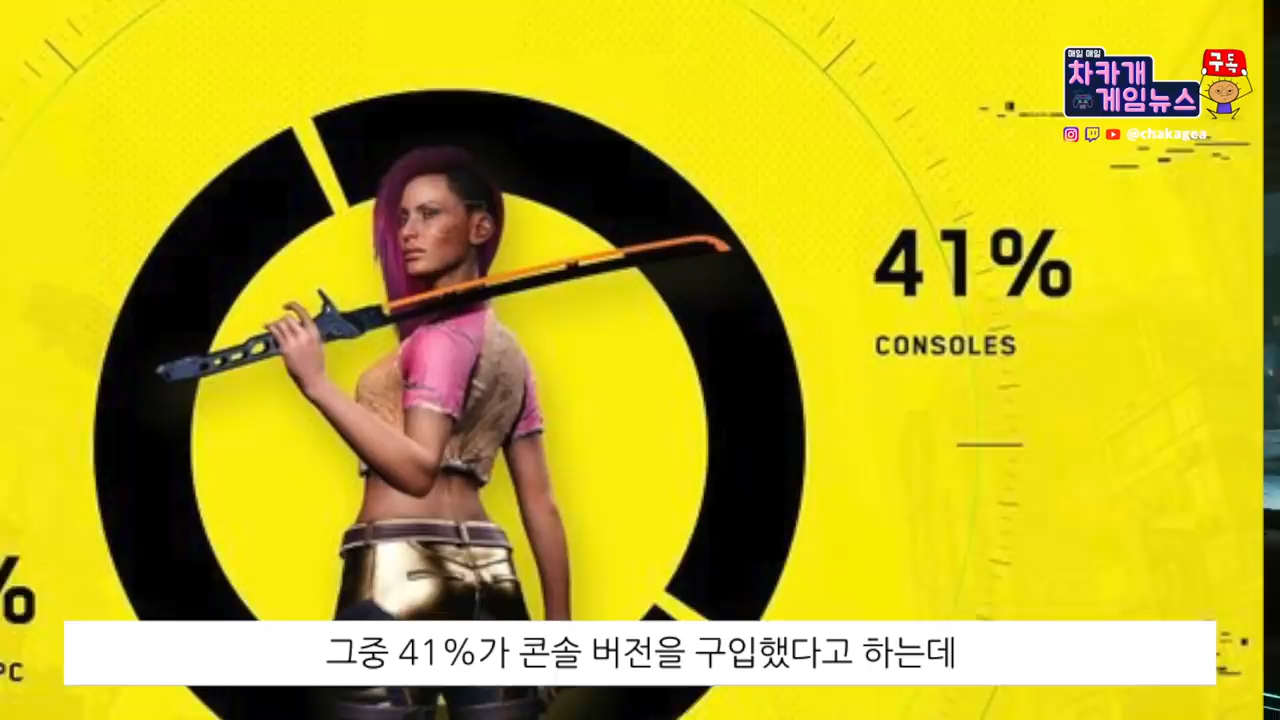 매일 매일
차카개
게임뉴스
구독
@chakagea
41%
CONSOLES
%
PC
그중 41%가 콘솔 버전을 구입했다고 하는데